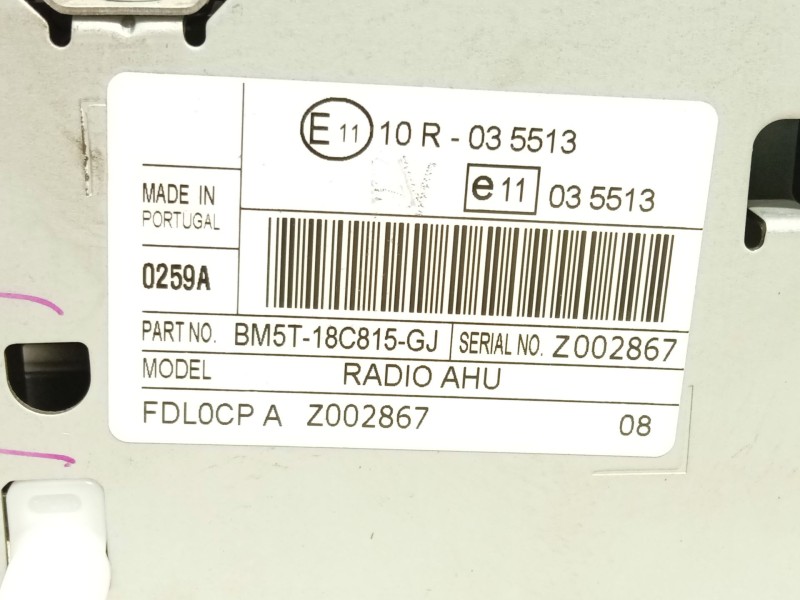 E 11 10 R - 03 5513
e 11 03 5513
MADE IN
PORTUGAL
0259A
PART NO. BM5T-18C815-GJ SERIAL NO. Z002867
MODEL RADIO AHU
FDL0CP A Z002867 08